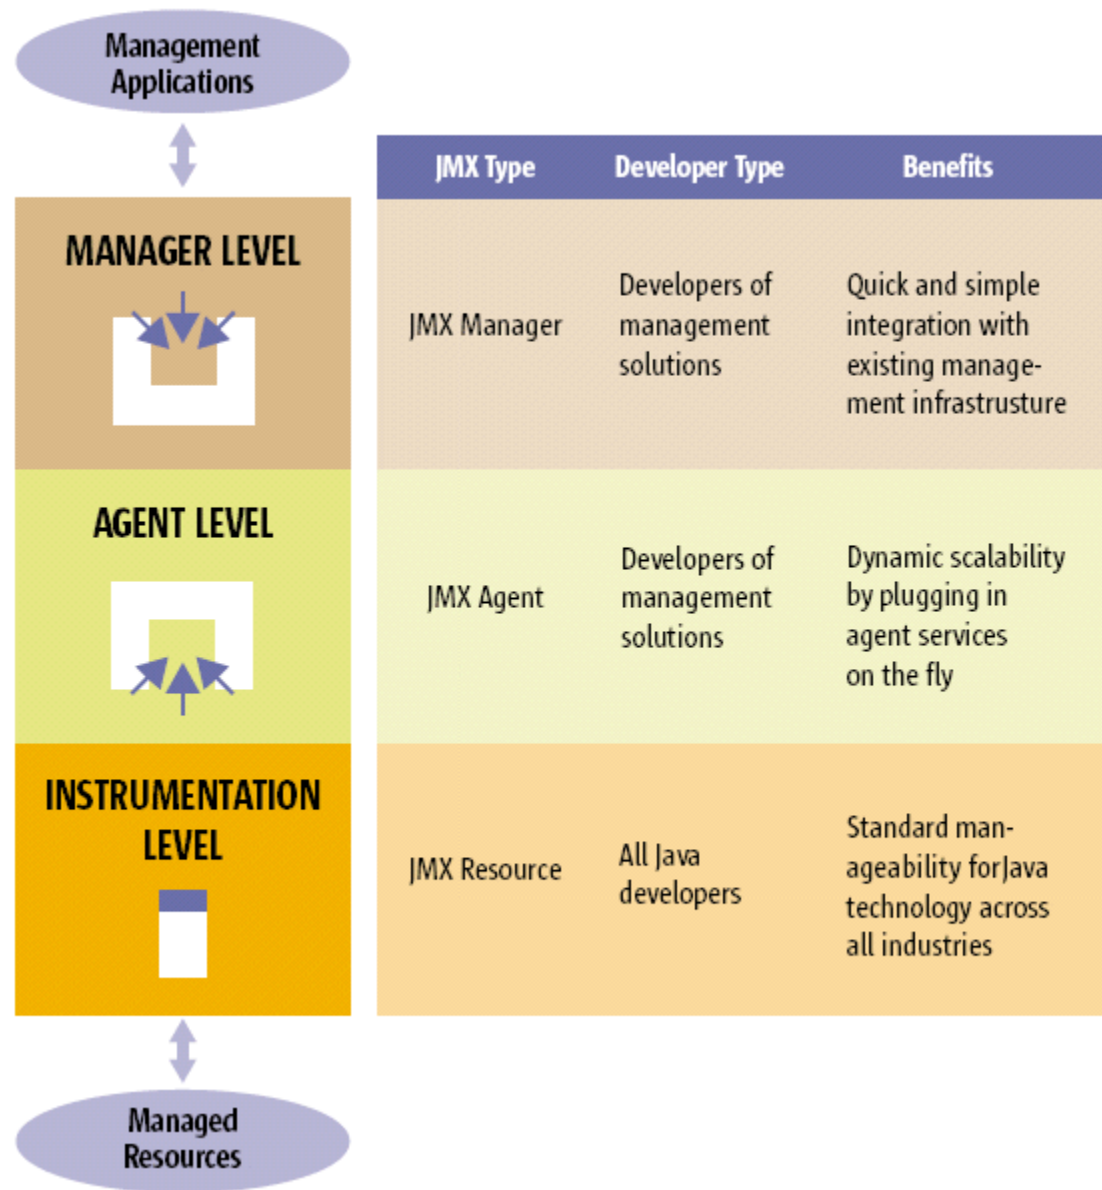 Management
Applications
JMX Type Developer Type Benefits
MANAGER LEVEL
JMX Manager
Developers of
management
solutions
Quick and simple
integration with
existing manage-
ment infrastrusture
AGENT LEVEL
JMX Agent
Developers of
management
solutions
Dynamic scalability
by plugging in
agent services
on the fly
INSTRUMENTATION
LEVEL
JMX Resource
All Java
developers
Standard man-
ageability forJava
technology across
all industries
Managed
Resources